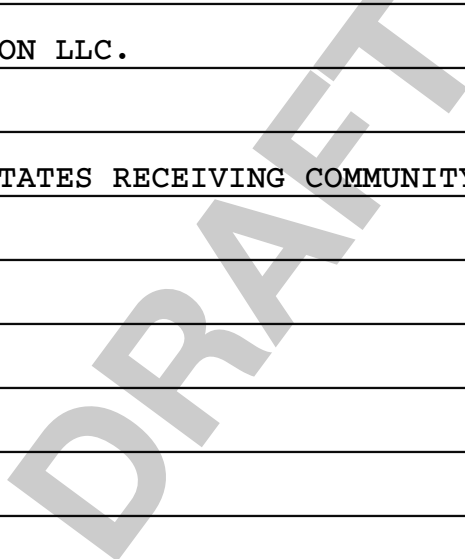 ON LLC.
TATES RECEIVING COMMUNITY
DRAFT